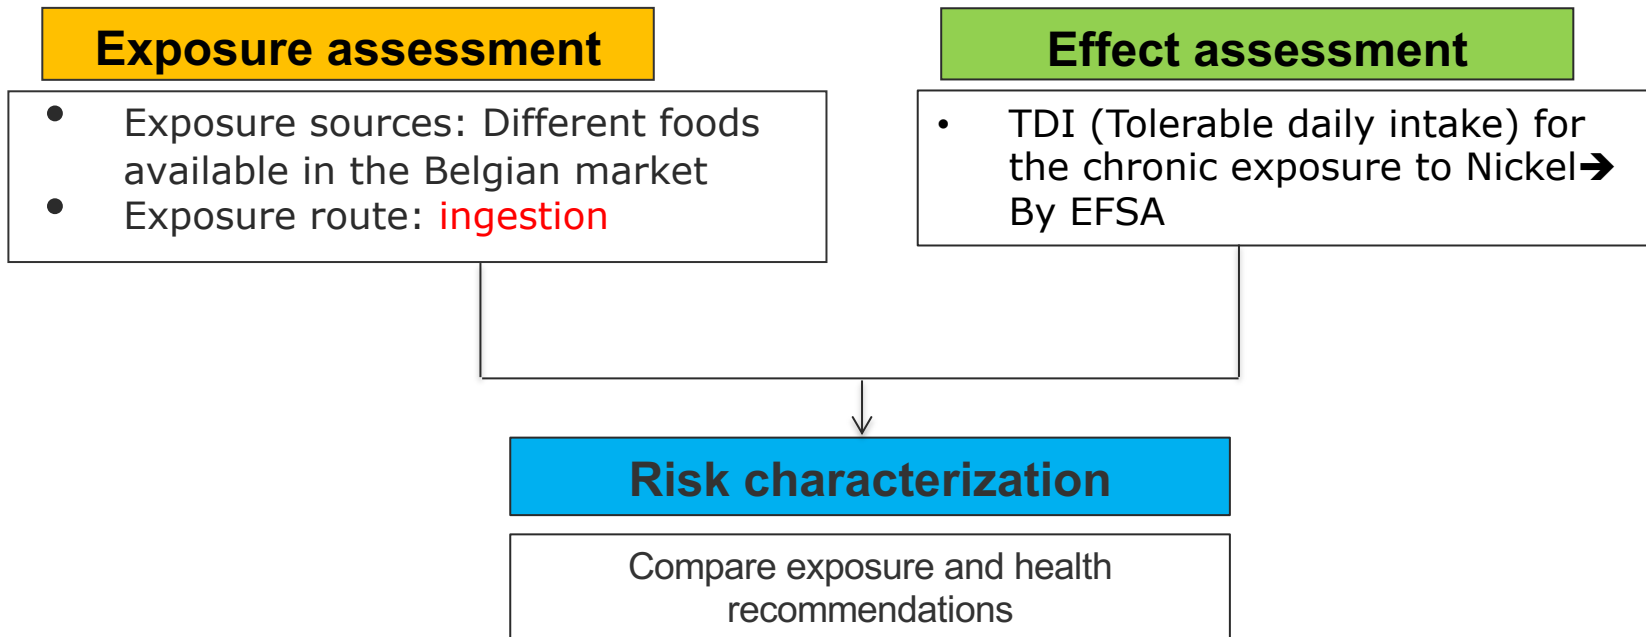 Exposure assessment
• Exposure sources: Different foods
available in the Belgian market
• Exposure route: ingestion
Effect assessment
• TDI (Tolerable daily intake) for
the chronic exposure to Nickel➔
By EFSA
Risk characterization
Compare exposure and health
recommendations